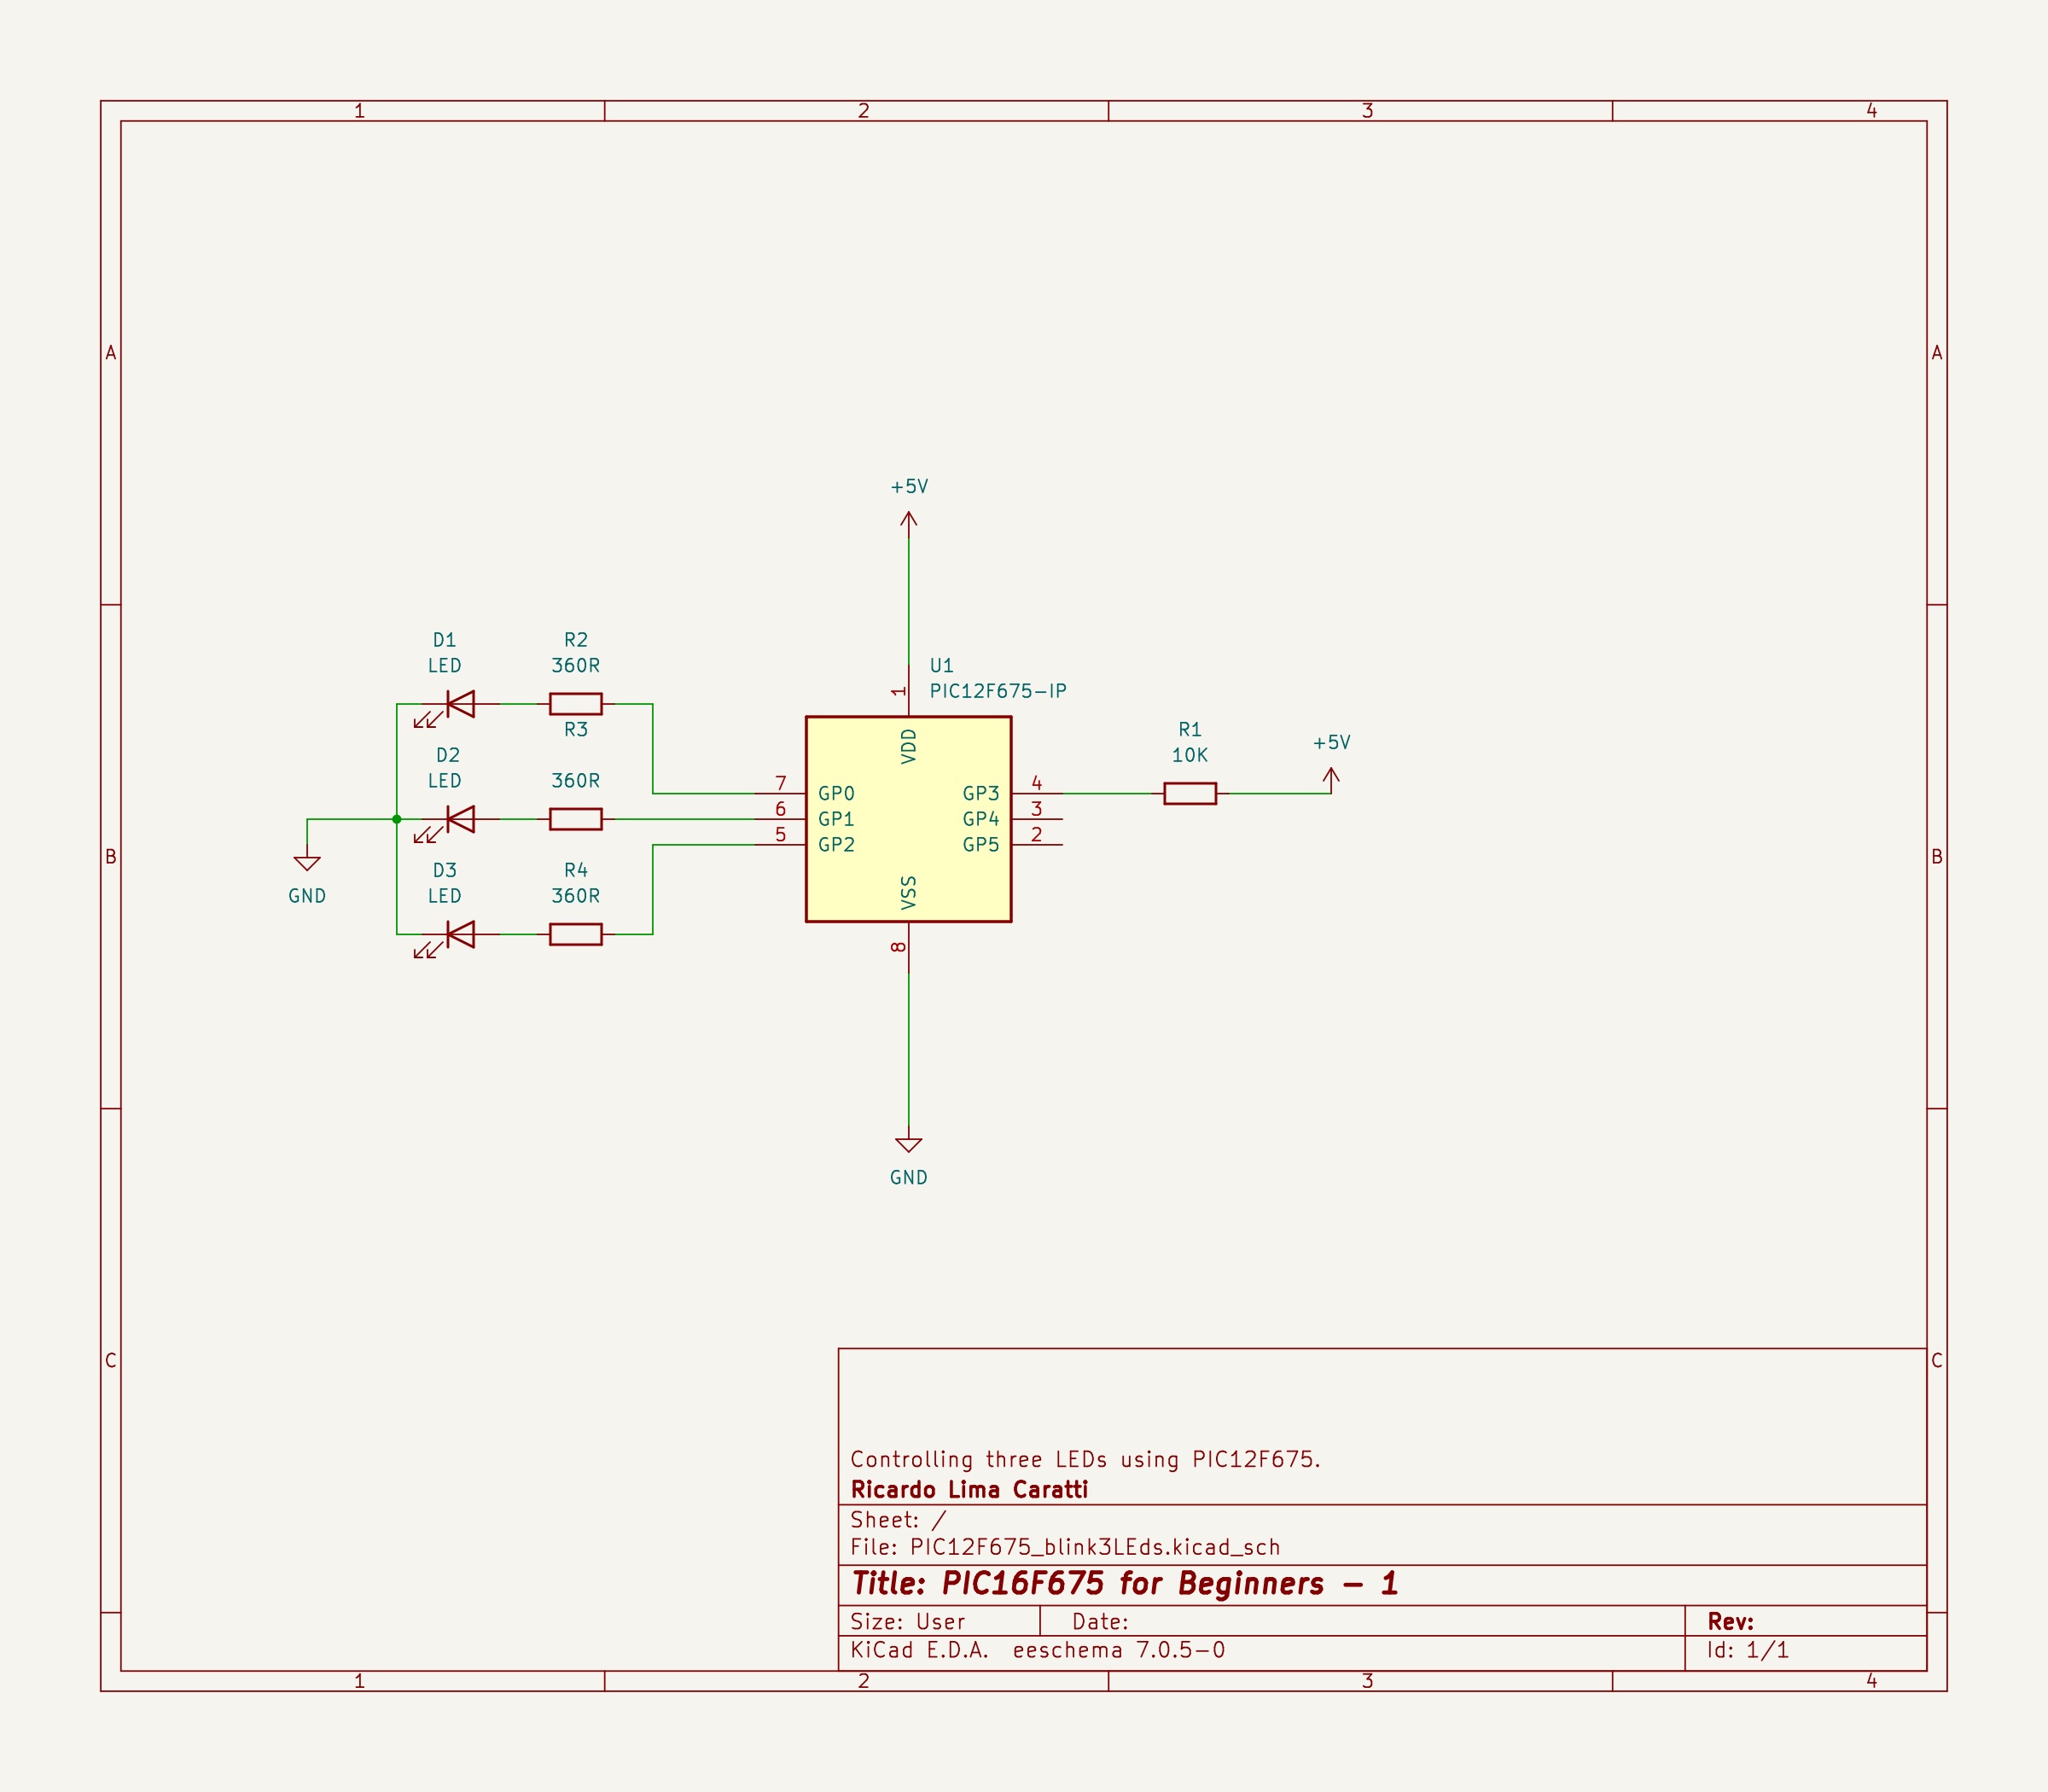 1 2 3 4
A A
+5V
D1 R2
LED 360R
U1
PIC12F675-IP
1
VDD
R3
R1
D2
10K
+5V
LED 360R
7 GP0 GP3 4
6 GP1 GP4 3
5 GP2 GP5 2
B B
D3 R4
LED 360R
GND
VSS
8
GND
C C
Controlling three LEDs using PIC12F675.
Ricardo Lima Caratti
Sheet: /
File: PIC12F675_blink3LEds.kicad_sch
Title: PIC16F675 for Beginners - 1
Size: User Date: Rev:
KiCad E.D.A. eeschema 7.0.5-0 Id: 1/1
1 2 3 4